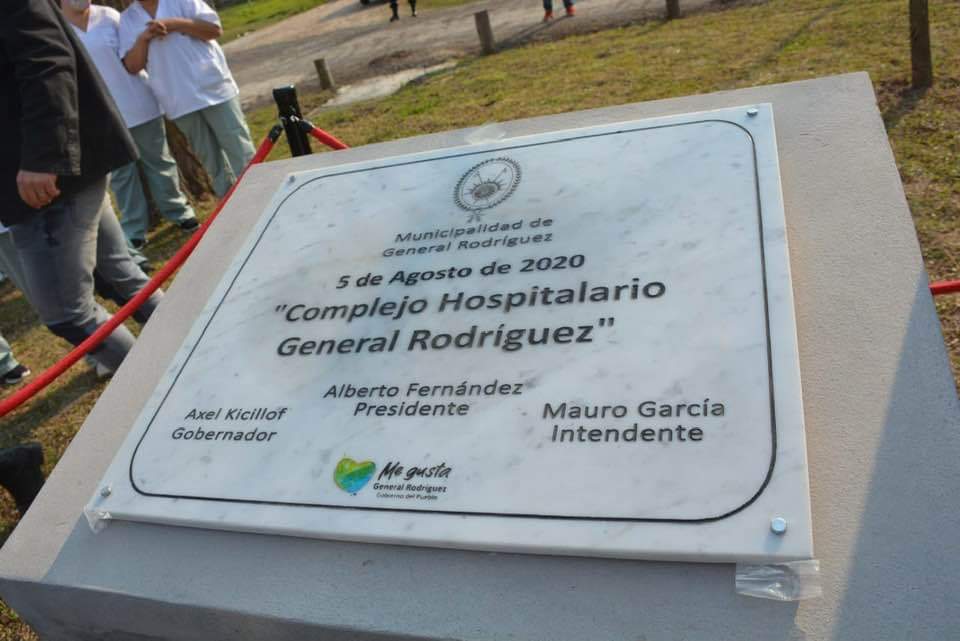 Municipalidad de
General Rodríguez
5 de Agosto de 2020
"Complejo Hospitalario
General Rodríguez"
Alberto Fernández
Presidente
Axel Kicillof
Gobernador
Mauro García
Intendente
Me gusta
General Rodríguez
Gobierno del Pueblo